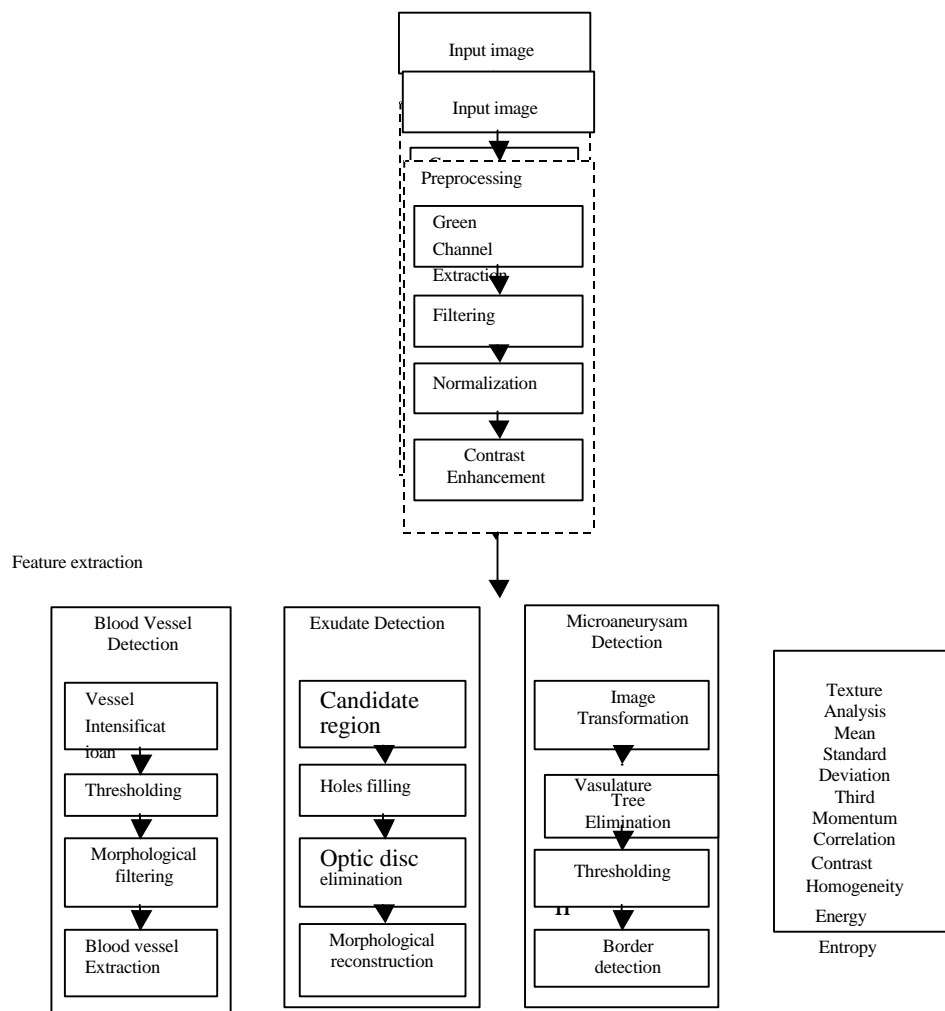 Input image
Input image
Preprocessing
Green
Channel
Extraction
Filtering
Normalization
Contrast
Enhancement
Feature extraction
Blood Vessel
Detection
Vessel
Intensificat
ioan
Thresholding
Morphological
filtering
Blood vessel
Extraction
Exudate Detection
Candidate
region
Holes filling
Optic disc
elimination
Morphological
reconstruction
Microaneurysam
Detection
Image
Transformation
Vasulature
Tree
Elimination
Thresholding
Border
detection
Texture
Analysis
Mean
Standard
Deviation
Third
Momentum
Correlation
Contrast
Homogeneity
Energy
Entropy